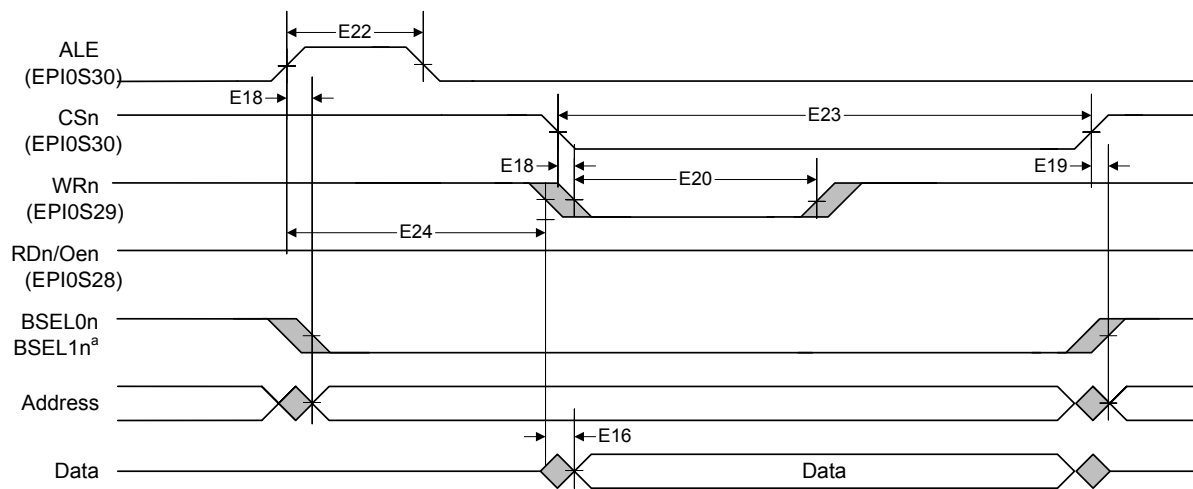 E22
ALE
(EPI0S30)
E18
CSn
(EPI0S30)
E23
E18
E20
E19
WRn
(EPI0S29)
E24
RDn/Oen
(EPI0S28)
BSEL0n
BSEL1nᵃ
Address
E16
Data
Data